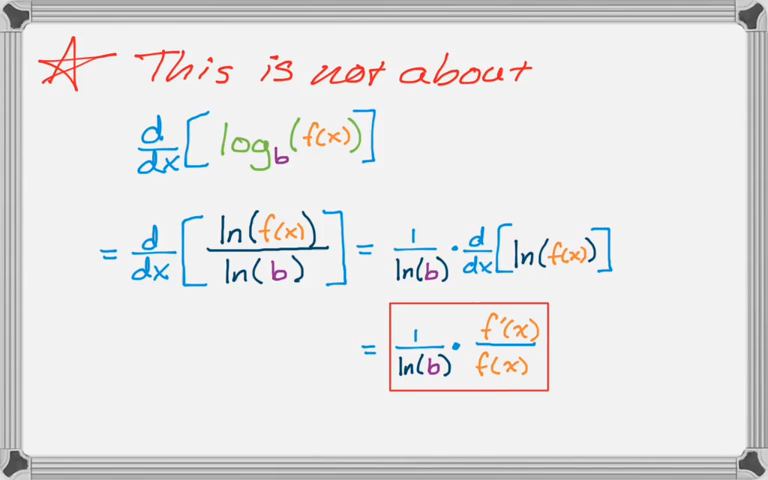 This is not about
d/dx [log_b(f(x))]
= d/dx [ln(f(x))/ln(b)] = 1/ln(b) · d/dx [ln(f(x))]
= 1/ln(b) · f'(x)/f(x)